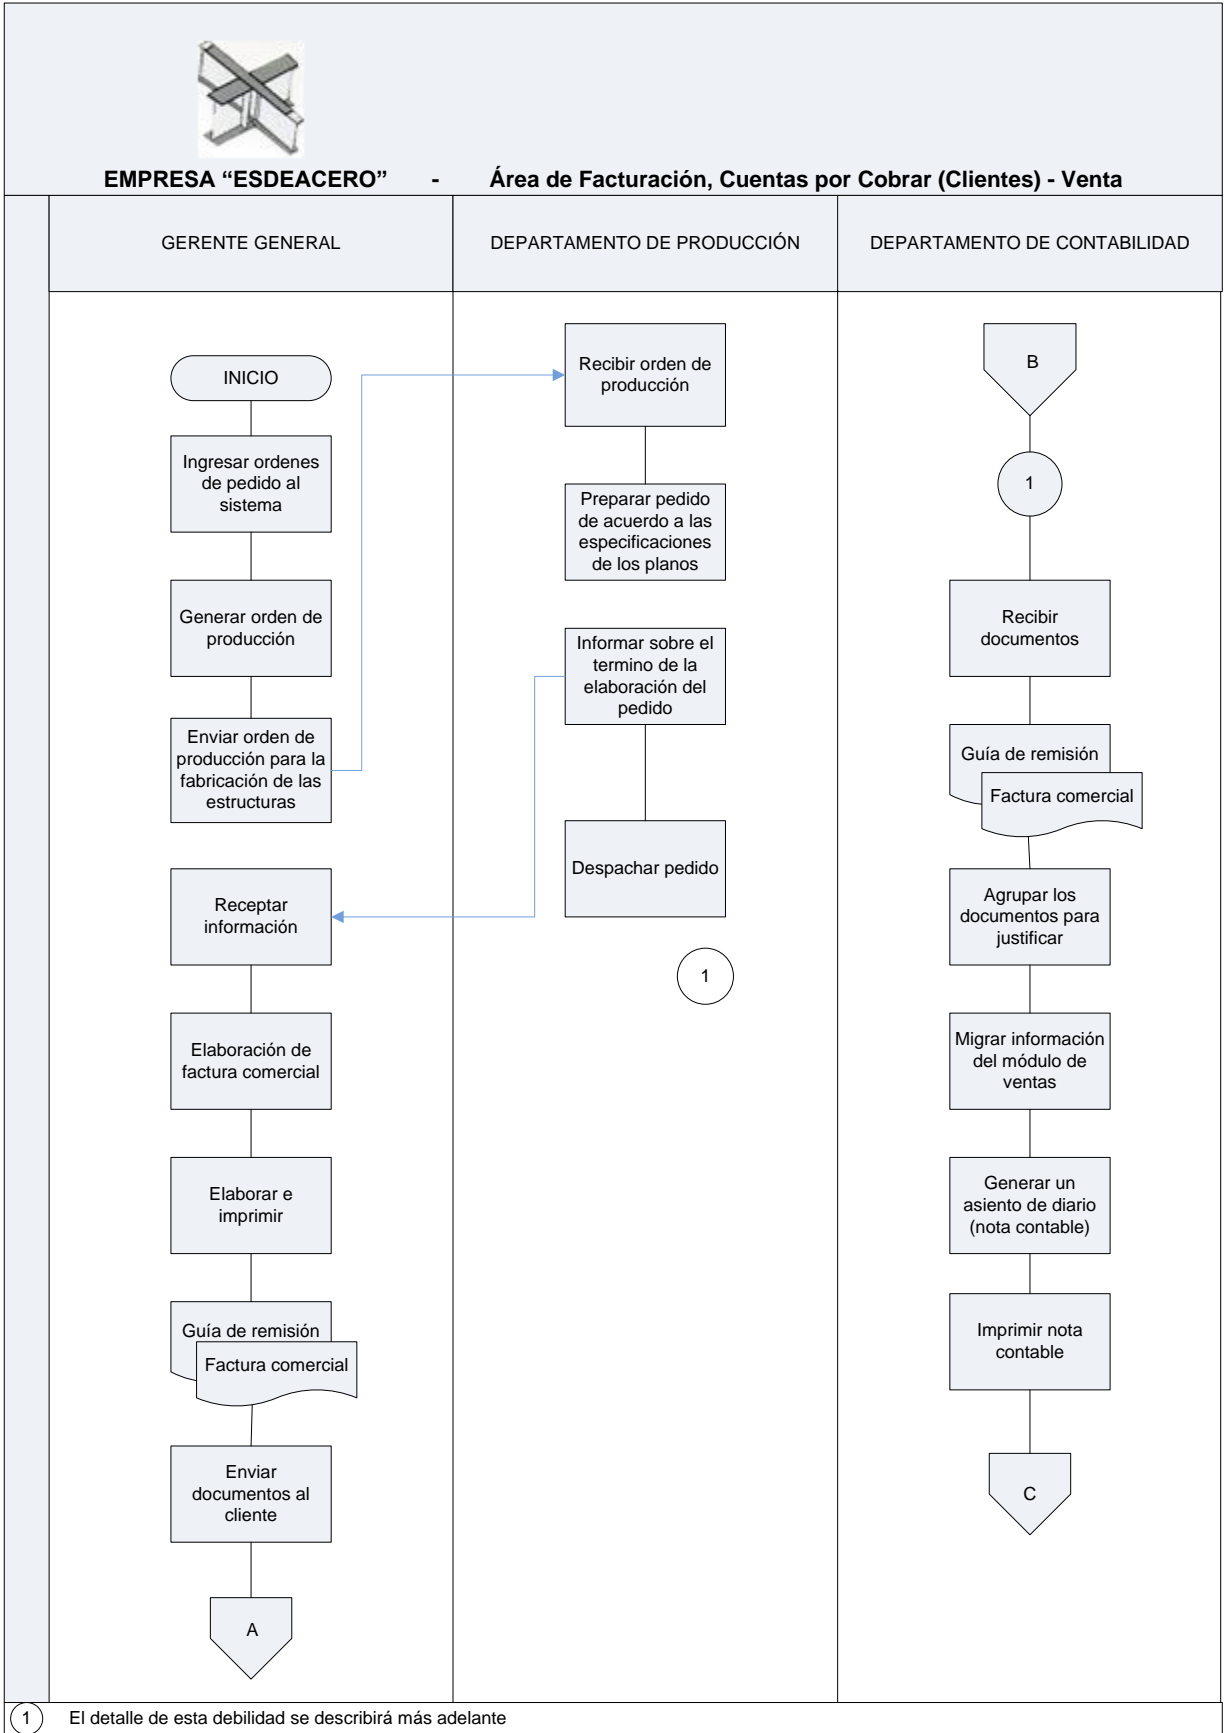 EMPRESA “ESDEACERO” - Área de Facturación, Cuentas por Cobrar (Clientes) - Venta
GERENTE GENERAL
DEPARTAMENTO DE PRODUCCIÓN
DEPARTAMENTO DE CONTABILIDAD
INICIO
Ingresar ordenes
de pedido al
sistema
Generar orden de
producción
Enviar orden de
producción para la
fabricación de las
estructuras
Receptar
información
Elaboración de
factura comercial
Elaborar e
imprimir
Guía de remisión
Factura comercial
Enviar
documentos al
cliente
A
Recibir orden de
producción
Preparar pedido
de acuerdo a las
especificaciones
de los planos
Informar sobre el
termino de la
elaboración del
pedido
Despachar pedido
1
B
1
Recibir
documentos
Guía de remisión
Factura comercial
Agrupar los
documentos para
justificar
Migrar información
del módulo de
ventas
Generar un
asiento de diario
(nota contable)
Imprimir nota
contable
C
1 El detalle de esta debilidad se describirá más adelante